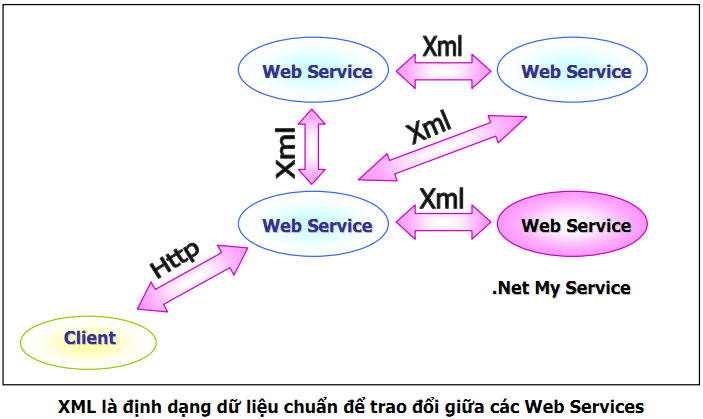 Xml
Web Service
Web Service
Xml
Xml
Xml
Web Service
Web Service
Http
.Net My Service
Client
XML là định dạng dữ liệu chuẩn để trao đổi giữa các Web Services